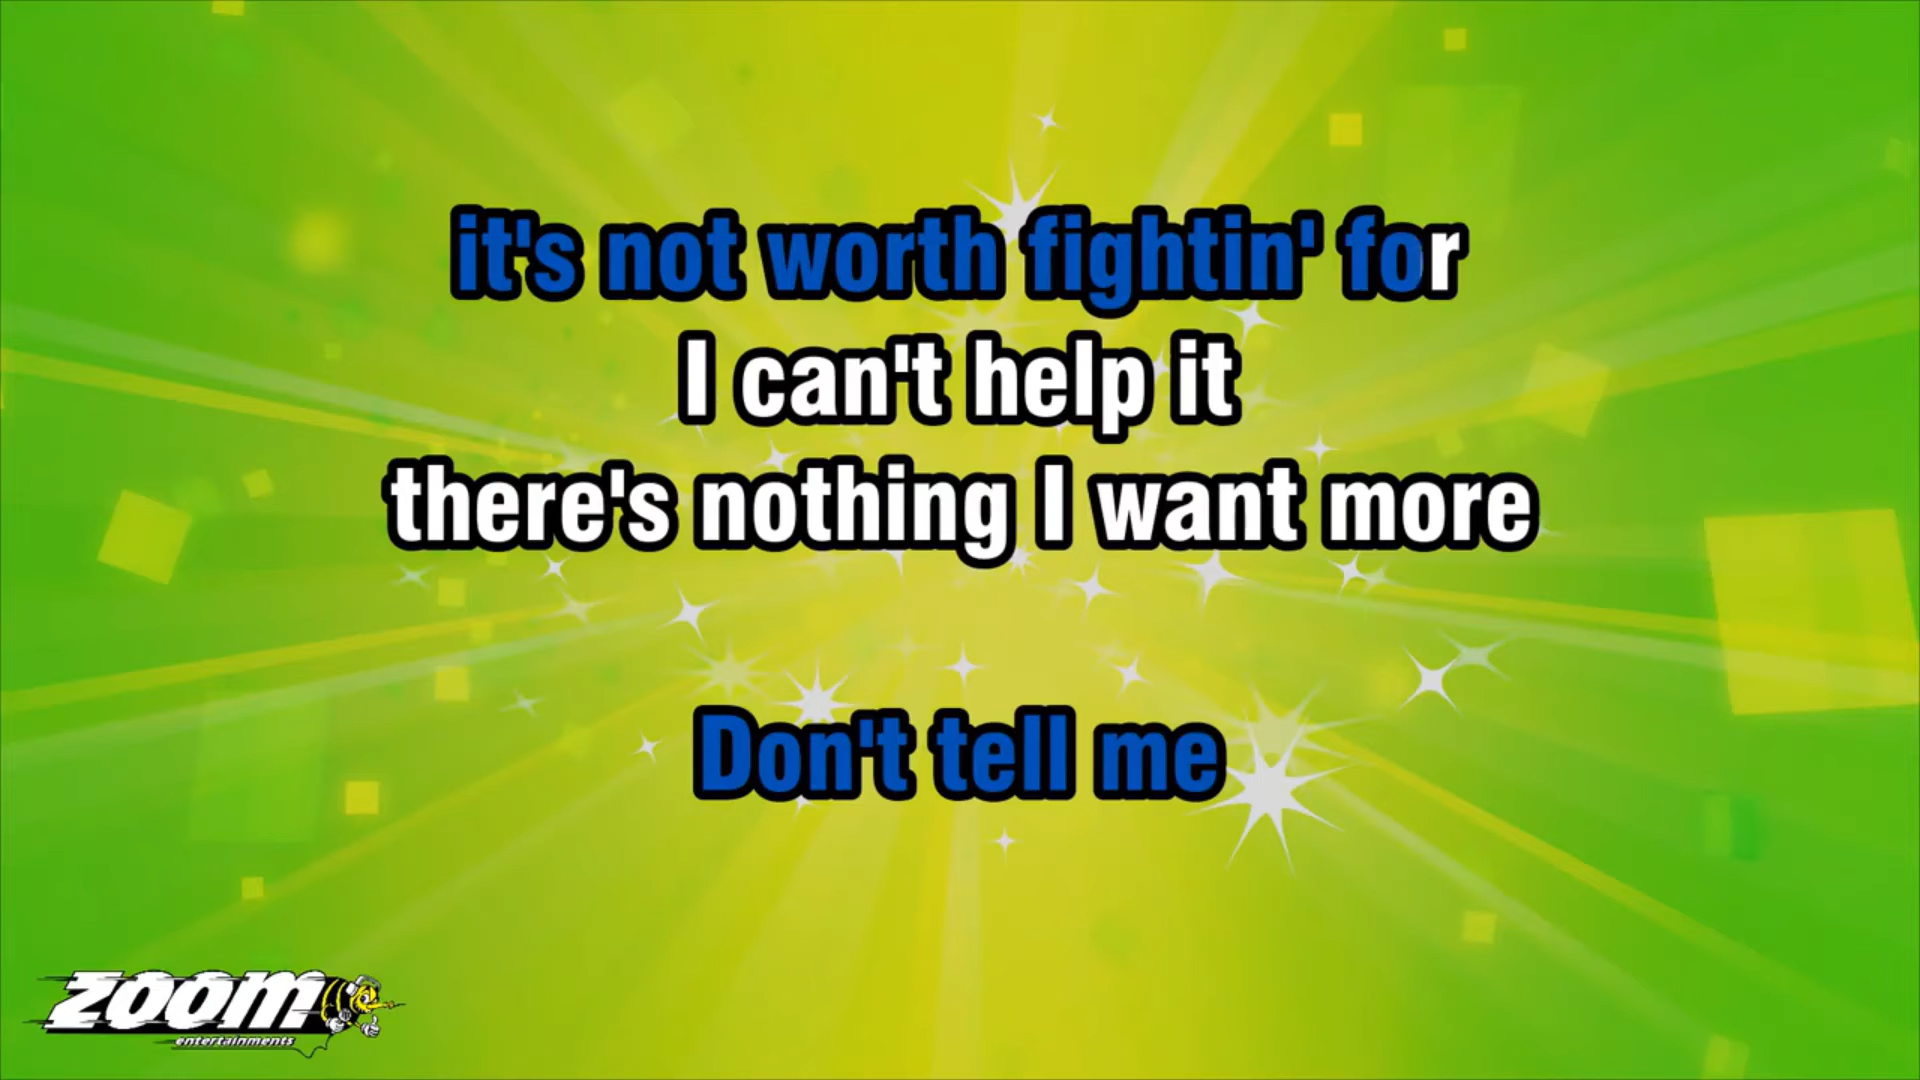 it's not worth fightin' for
I can't help it
there's nothing I want more
Don't tell me
zoom
entertainments